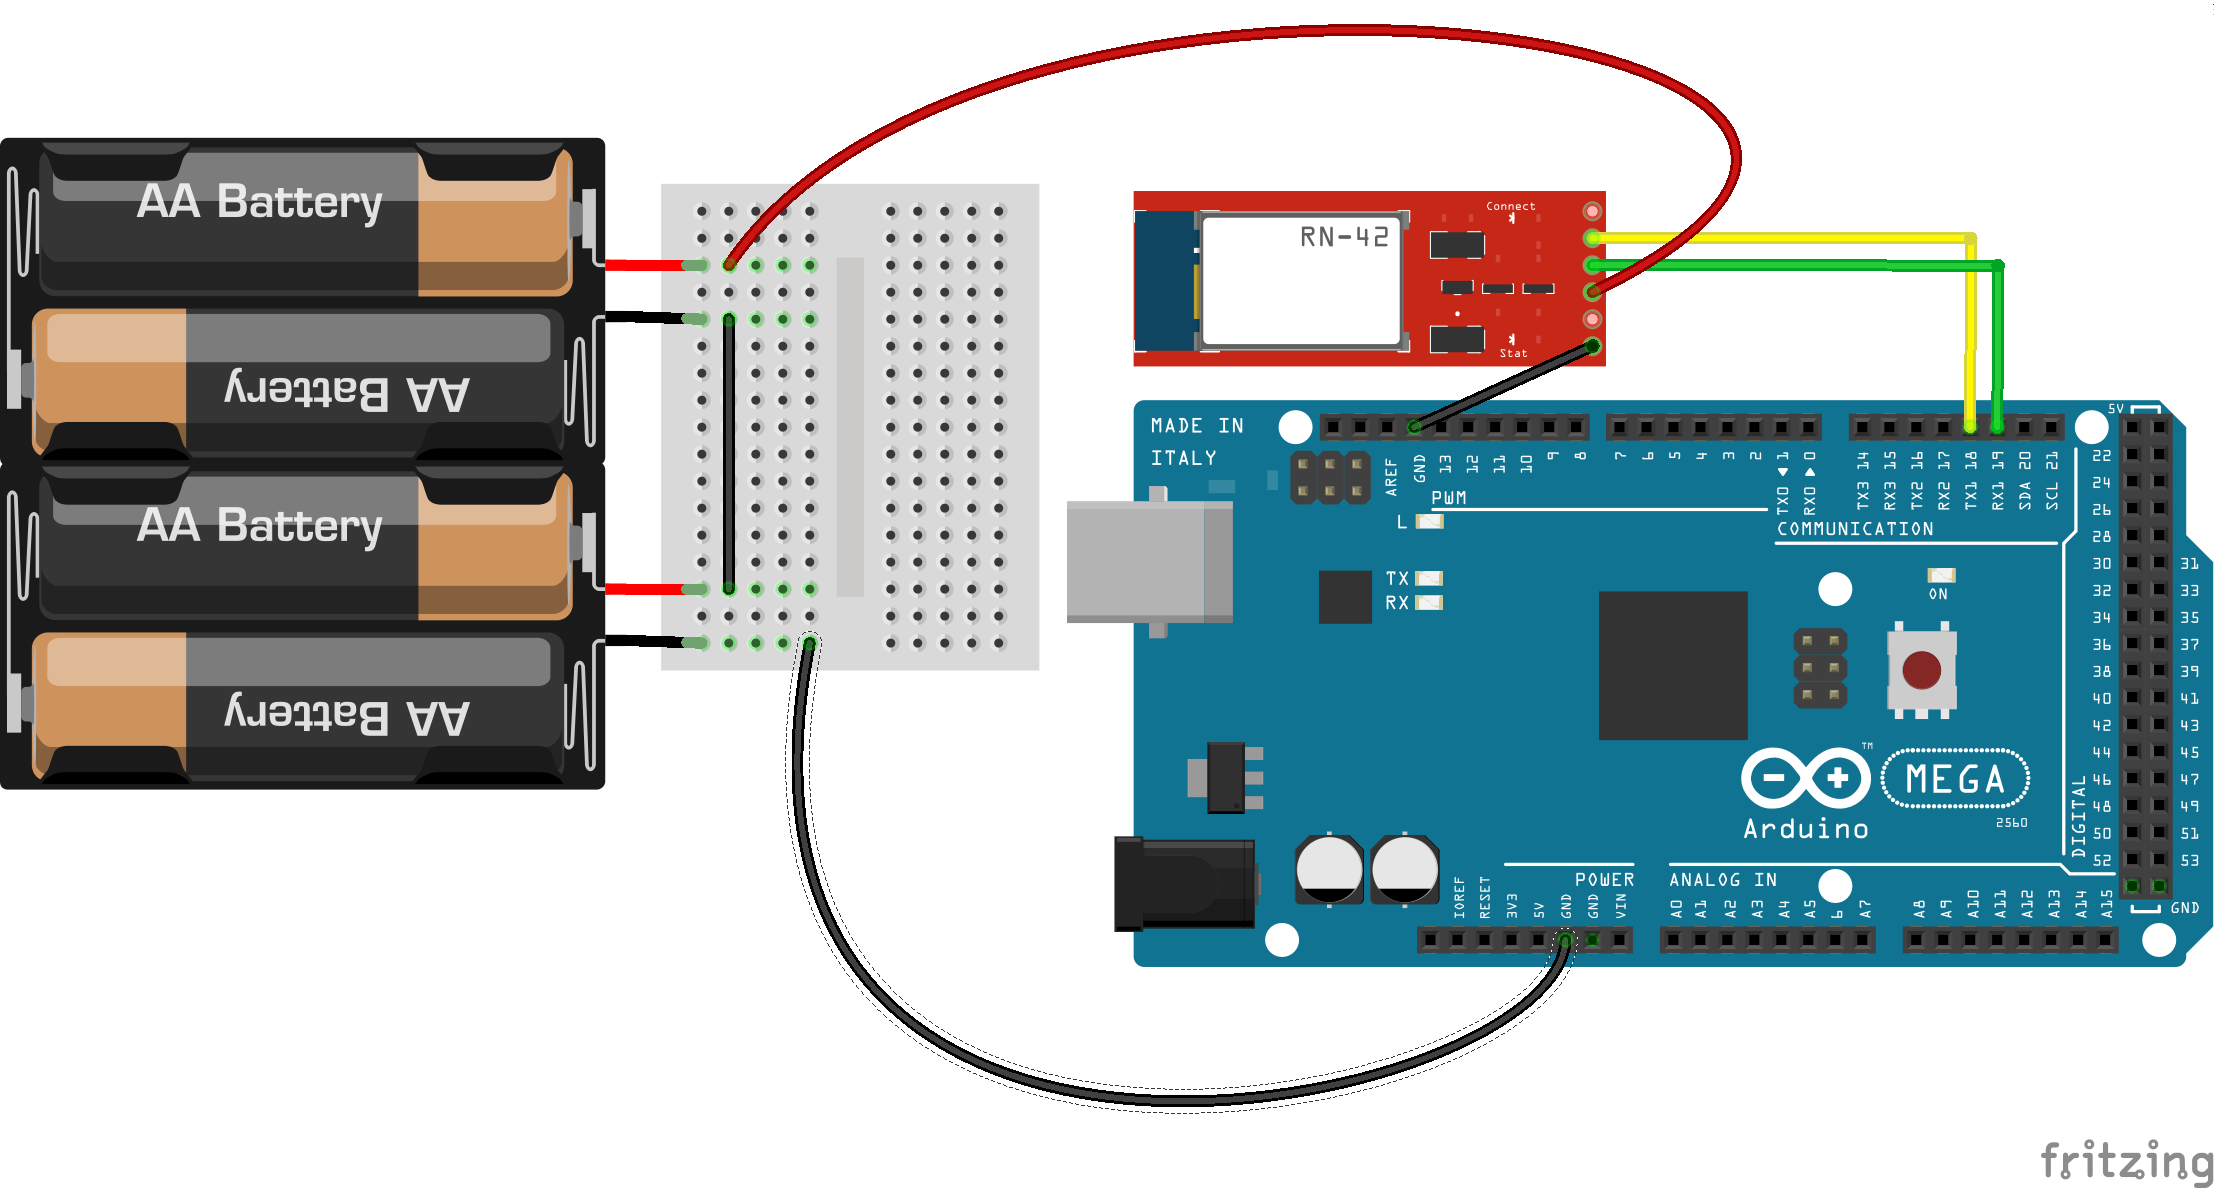 AA Battery
AA Battery
AA Battery
AA Battery
Connect
RN-42
Stat
MADE IN
ITALY
AREF
GND
13
12
11
10
9
8
7
6
5
4
3
2
TX0 1
RX0 0
TX3 14
RX3 15
TX2 16
RX2 17
TX1 18
RX1 19
SDA 20
SCL 21
PWM
L
COMMUNICATION
TX
RX
ON
5V
22
24
26
28
30 31
32 33
34 35
36 37
38 39
40 41
42 43
44 45
46 47
48 49
50 51
52 53
GND
DIGITAL
MEGA
TM
Arduino
2560
POWER
ANALOG IN
IOREF
RESET
3V3
5V
GND
GND
VIN
A0
A1
A2
A3
A4
A5
6
A7
A8
A9
A10
A11
A12
A13
A14
A15
fritzing